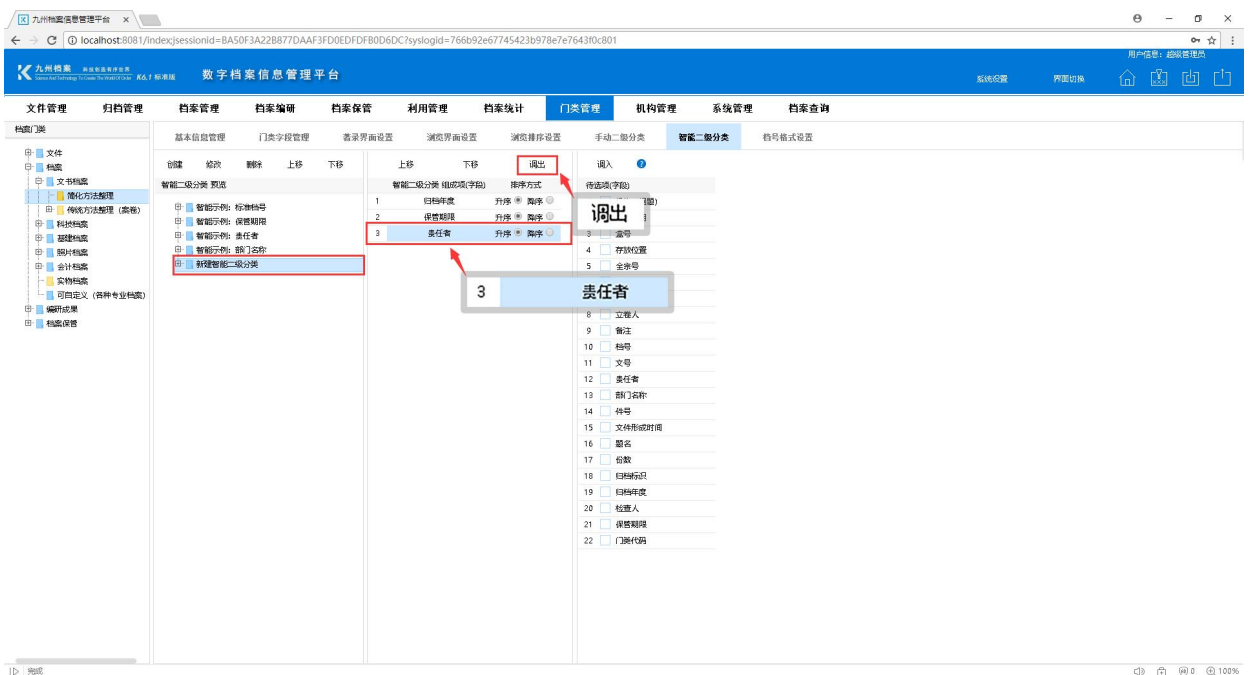 九州档案信息管理平台
localhost:8081/index;jsessionid=BA50F3A22B877DAAF3FD0EDFDFB0D6DC?syslogid=766b92e67745423b978e7e7643f0c801
用户信息: 超级管理员
九州档案
K6.1 标准版
数字档案信息管理平台
系统设置 界面切换
文件管理 归档管理 档案管理 档案编研 档案保管 利用管理 档案统计 门类管理 机构管理 系统管理 档案查询
档案门类
基本信息管理 门类字段管理 著录界面设置 浏览界面设置 浏览排序设置 手动二级分类 智能二级分类 档号格式设置
文件
档案
文书档案
简化方法整理
传统方法整理 (案卷)
科技档案
基建档案
照片档案
会计档案
实物档案
可自定义 (各种专业档案)
编研成果
档案保管
创建 修改 删除 上移 下移
智能二级分类 预览
智能示例: 标准档号
智能示例: 保管期限
智能示例: 责任者
智能示例: 部门名称
新建智能二级分类
上移 下移 调出
智能二级分类 组成项(字段) 排序方式
1 归档年度 升序 降序
2 保管期限 升序 降序
3 责任者 升序 降序
调出
3 责任者
调入
待选项(字段)
3 盒号
4 存放位置
5 全宗号
8 立卷人
9 备注
10 档号
11 文号
12 责任者
13 部门名称
14 件号
15 文件形成时间
16 题名
17 份数
18 归档标识
19 归档年度
20 检查人
21 保管期限
22 门类代码
完成
0
100%